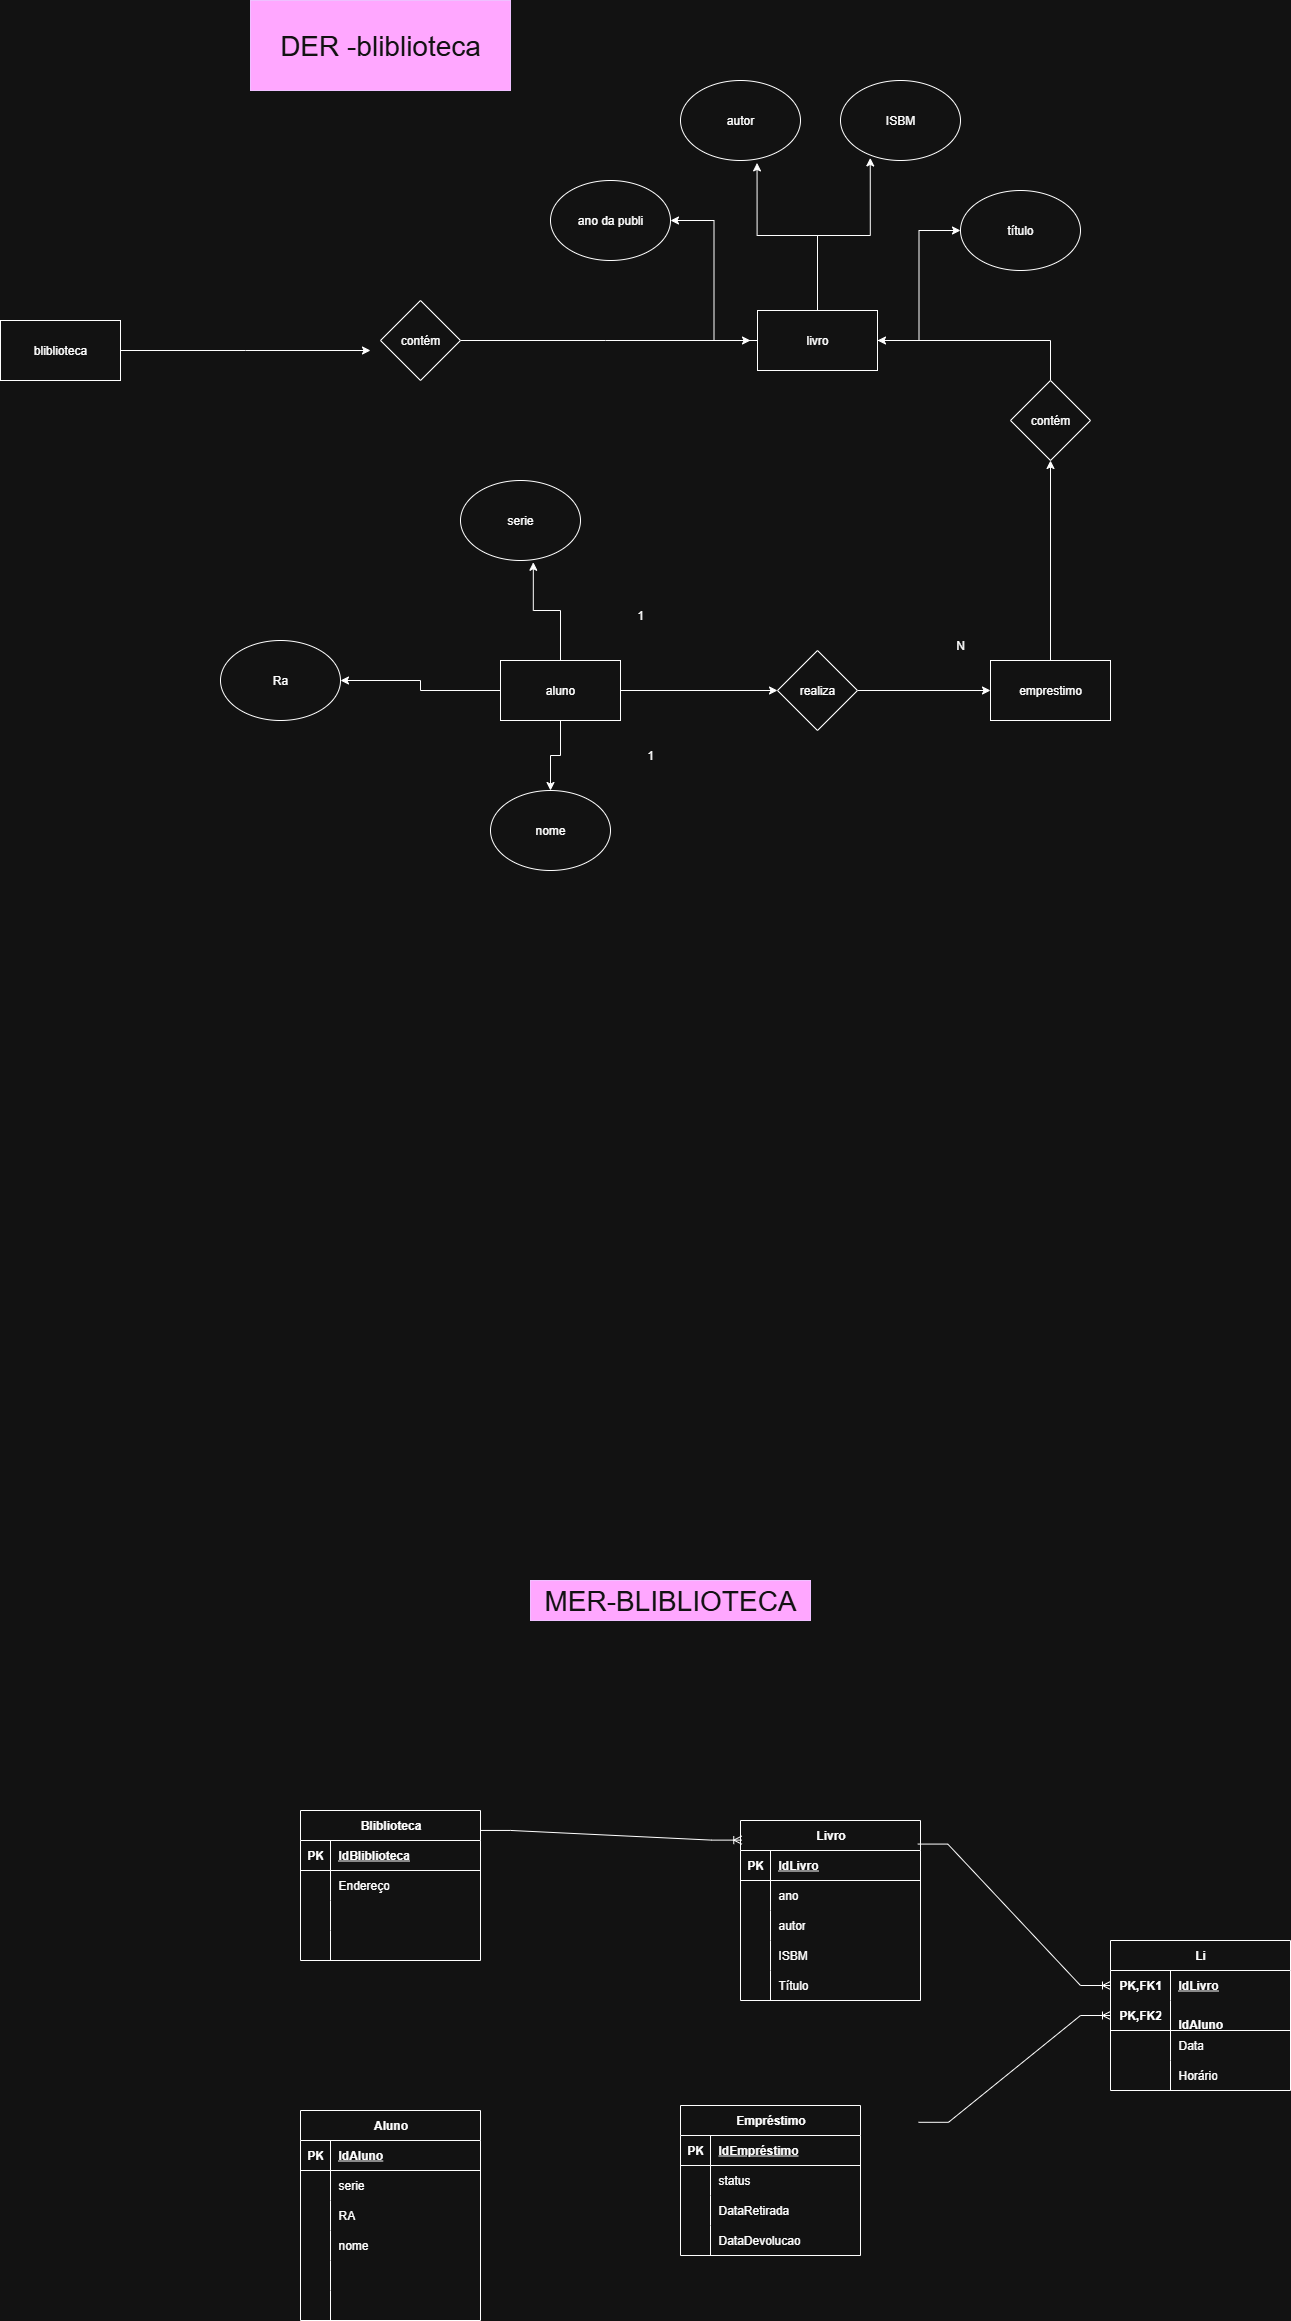 DER -bliblioteca
autor
ISBM
ano da publi
título
bliblioteca
contém
livro
contém
serie
1
N
Ra
aluno
realiza
emprestimo
1
nome
MER-BLIBLIOTECA
Bliblioteca
PK IdBliblioteca
Endereço
Livro
PK IdLivro
ano
autor
ISBM
Título
Li
PK,FK1 IdLivro
PK,FK2 IdAluno
Data
Horário
Aluno
PK IdAluno
serie
RA
nome
Empréstimo
PK IdEmpréstimo
status
DataRetirada
DataDevolucao